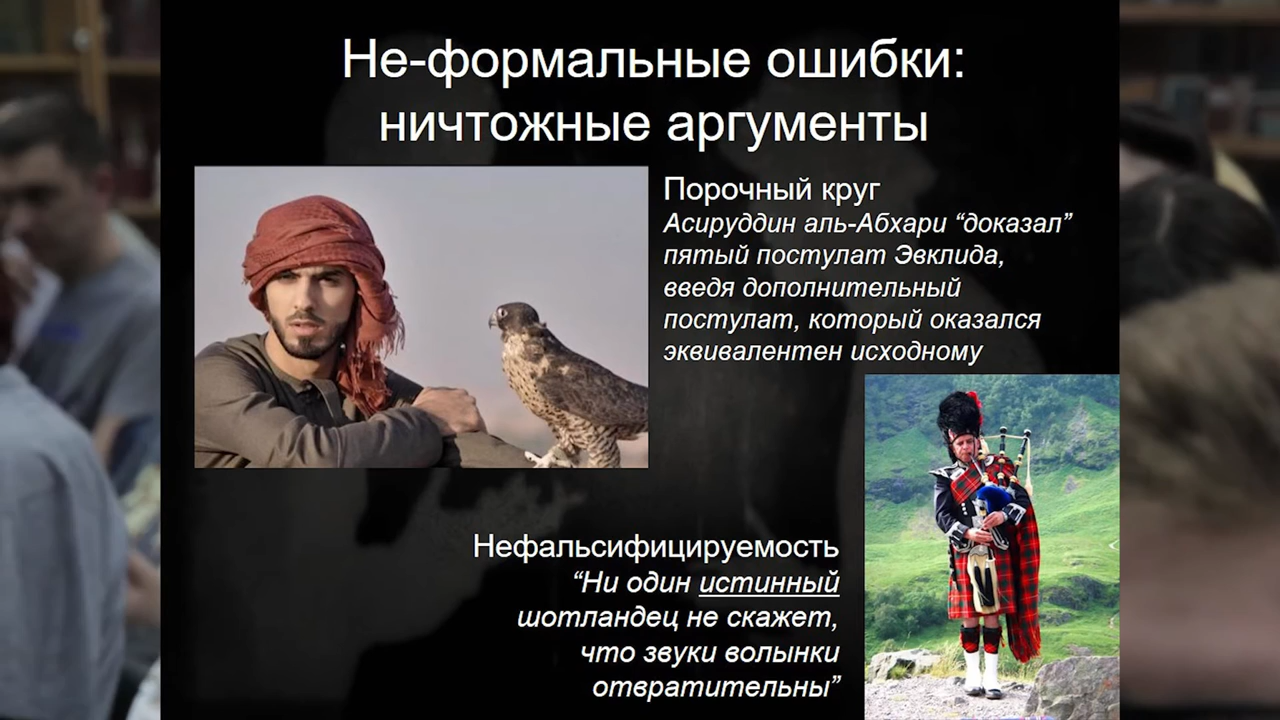 Не-формальные ошибки:
ничтожные аргументы
Порочный круг
Асируддин аль-Абхари “доказал”
пятый постулат Эвклида,
введя дополнительный
постулат, который оказался
эквивалентен исходному
Нефальсифицируемость
“Ни один истинный
шотландец не скажет,
что звуки волынки
отвратительны”